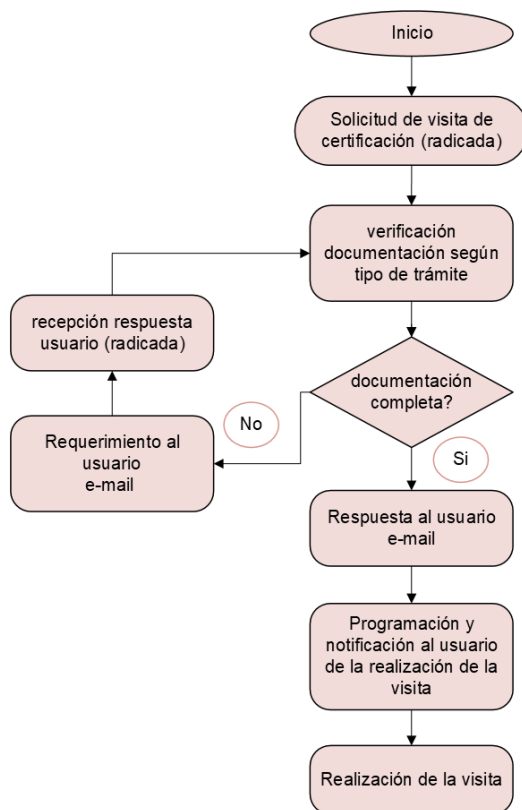 Inicio
Solicitud de visita de
certificación (radicada)
verificación
documentación según
tipo de trámite
recepción respuesta
usuario (radicada)
documentación
completa?
No
Requerimiento al
usuario
e-mail
Si
Respuesta al usuario
e-mail
Programación y
notificación al usuario
de la realización de la
visita
Realización de la visita